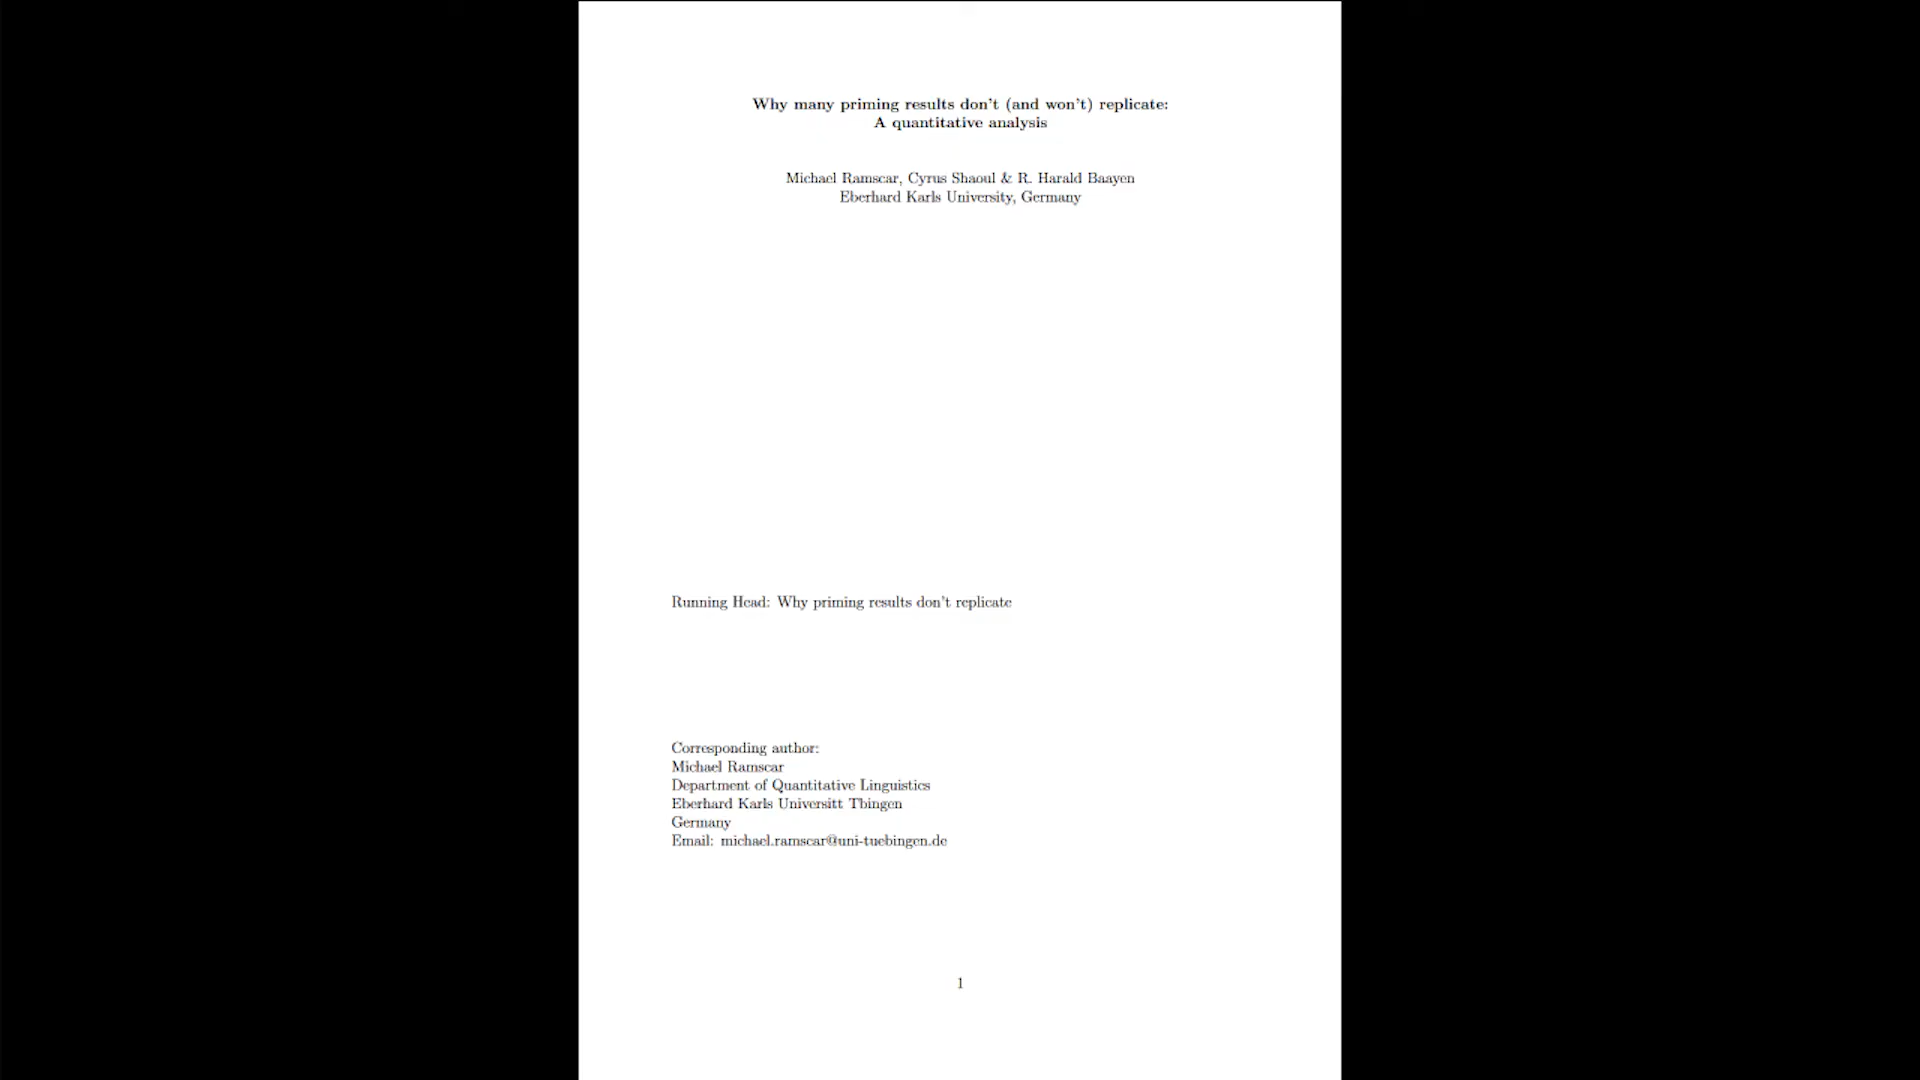 Why many priming results don't (and won't) replicate:
A quantitative analysis
Michael Ramscar, Cyrus Shaoul & R. Harald Baayen
Eberhard Karls University, Germany
Running Head: Why priming results don't replicate
Corresponding author:
Michael Ramscar
Department of Quantitative Linguistics
Eberhard Karls Universitt Tbingen
Germany
Email: michael.ramscar@uni-tuebingen.de
1